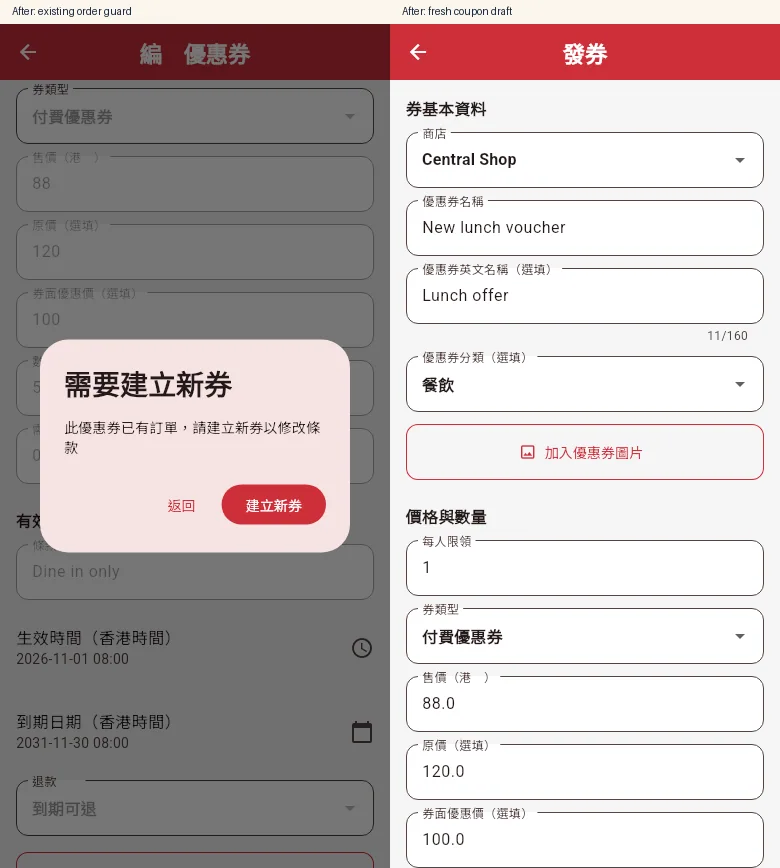 After: existing order guard
編 優惠券
券類型
付費優惠券
售價（港 ）
88
原價（選填）
120
券面優惠價（選填）
100
5
0
需要建立新券
此優惠券已有訂單，請建立新券以修改條
款
返回
建立新券
有效
Dine in only
生效時間（香港時間）
2026-11-01 08:00
到期日期（香港時間）
2031-11-30 08:00
退款
到期可退
After: fresh coupon draft
發券
券基本資料
商店
Central Shop
優惠券名稱
New lunch voucher
優惠券英文名稱（選填）
Lunch offer
11/160
優惠券分類（選填）
餐飲
加入優惠券圖片
價格與數量
每人限領
1
券類型
付費優惠券
售價（港 ）
88.0
原價（選填）
120.0
券面優惠價（選填）
100.0